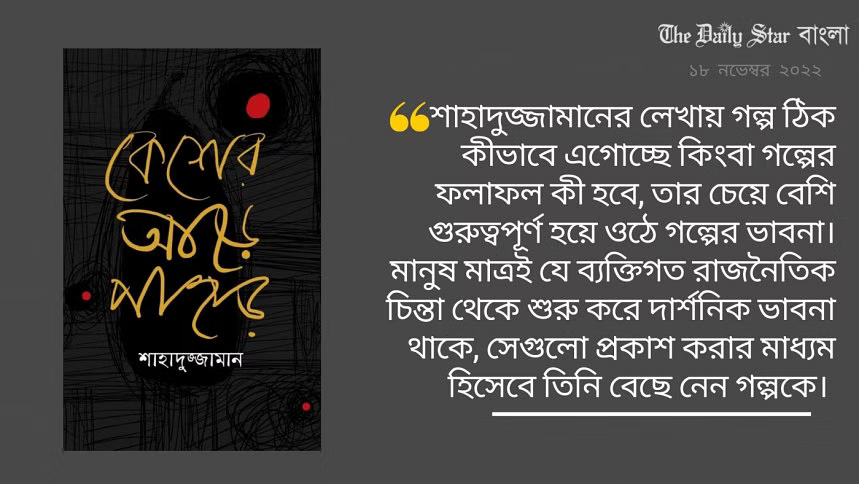 The Daily Star বাংলা
১৮ নভেম্বর ২০২২
কেশের
আড়ে
পাহাড়
শাহাদুজ্জামান
“শাহাদুজ্জামানের লেখায় গল্প ঠিক
কীভাবে এগোচ্ছে কিংবা গল্পের
ফলাফল কী হবে, তার চেয়ে বেশি
গুরুত্বপূর্ণ হয়ে ওঠে গল্পের ভাবনা।
মানুষ মাত্রই যে ব্যক্তিগত রাজনৈতিক
চিন্তা থেকে শুরু করে দার্শনিক ভাবনা
থাকে, সেগুলো প্রকাশ করার মাধ্যম
হিসেবে তিনি বেছে নেন গল্পকে।